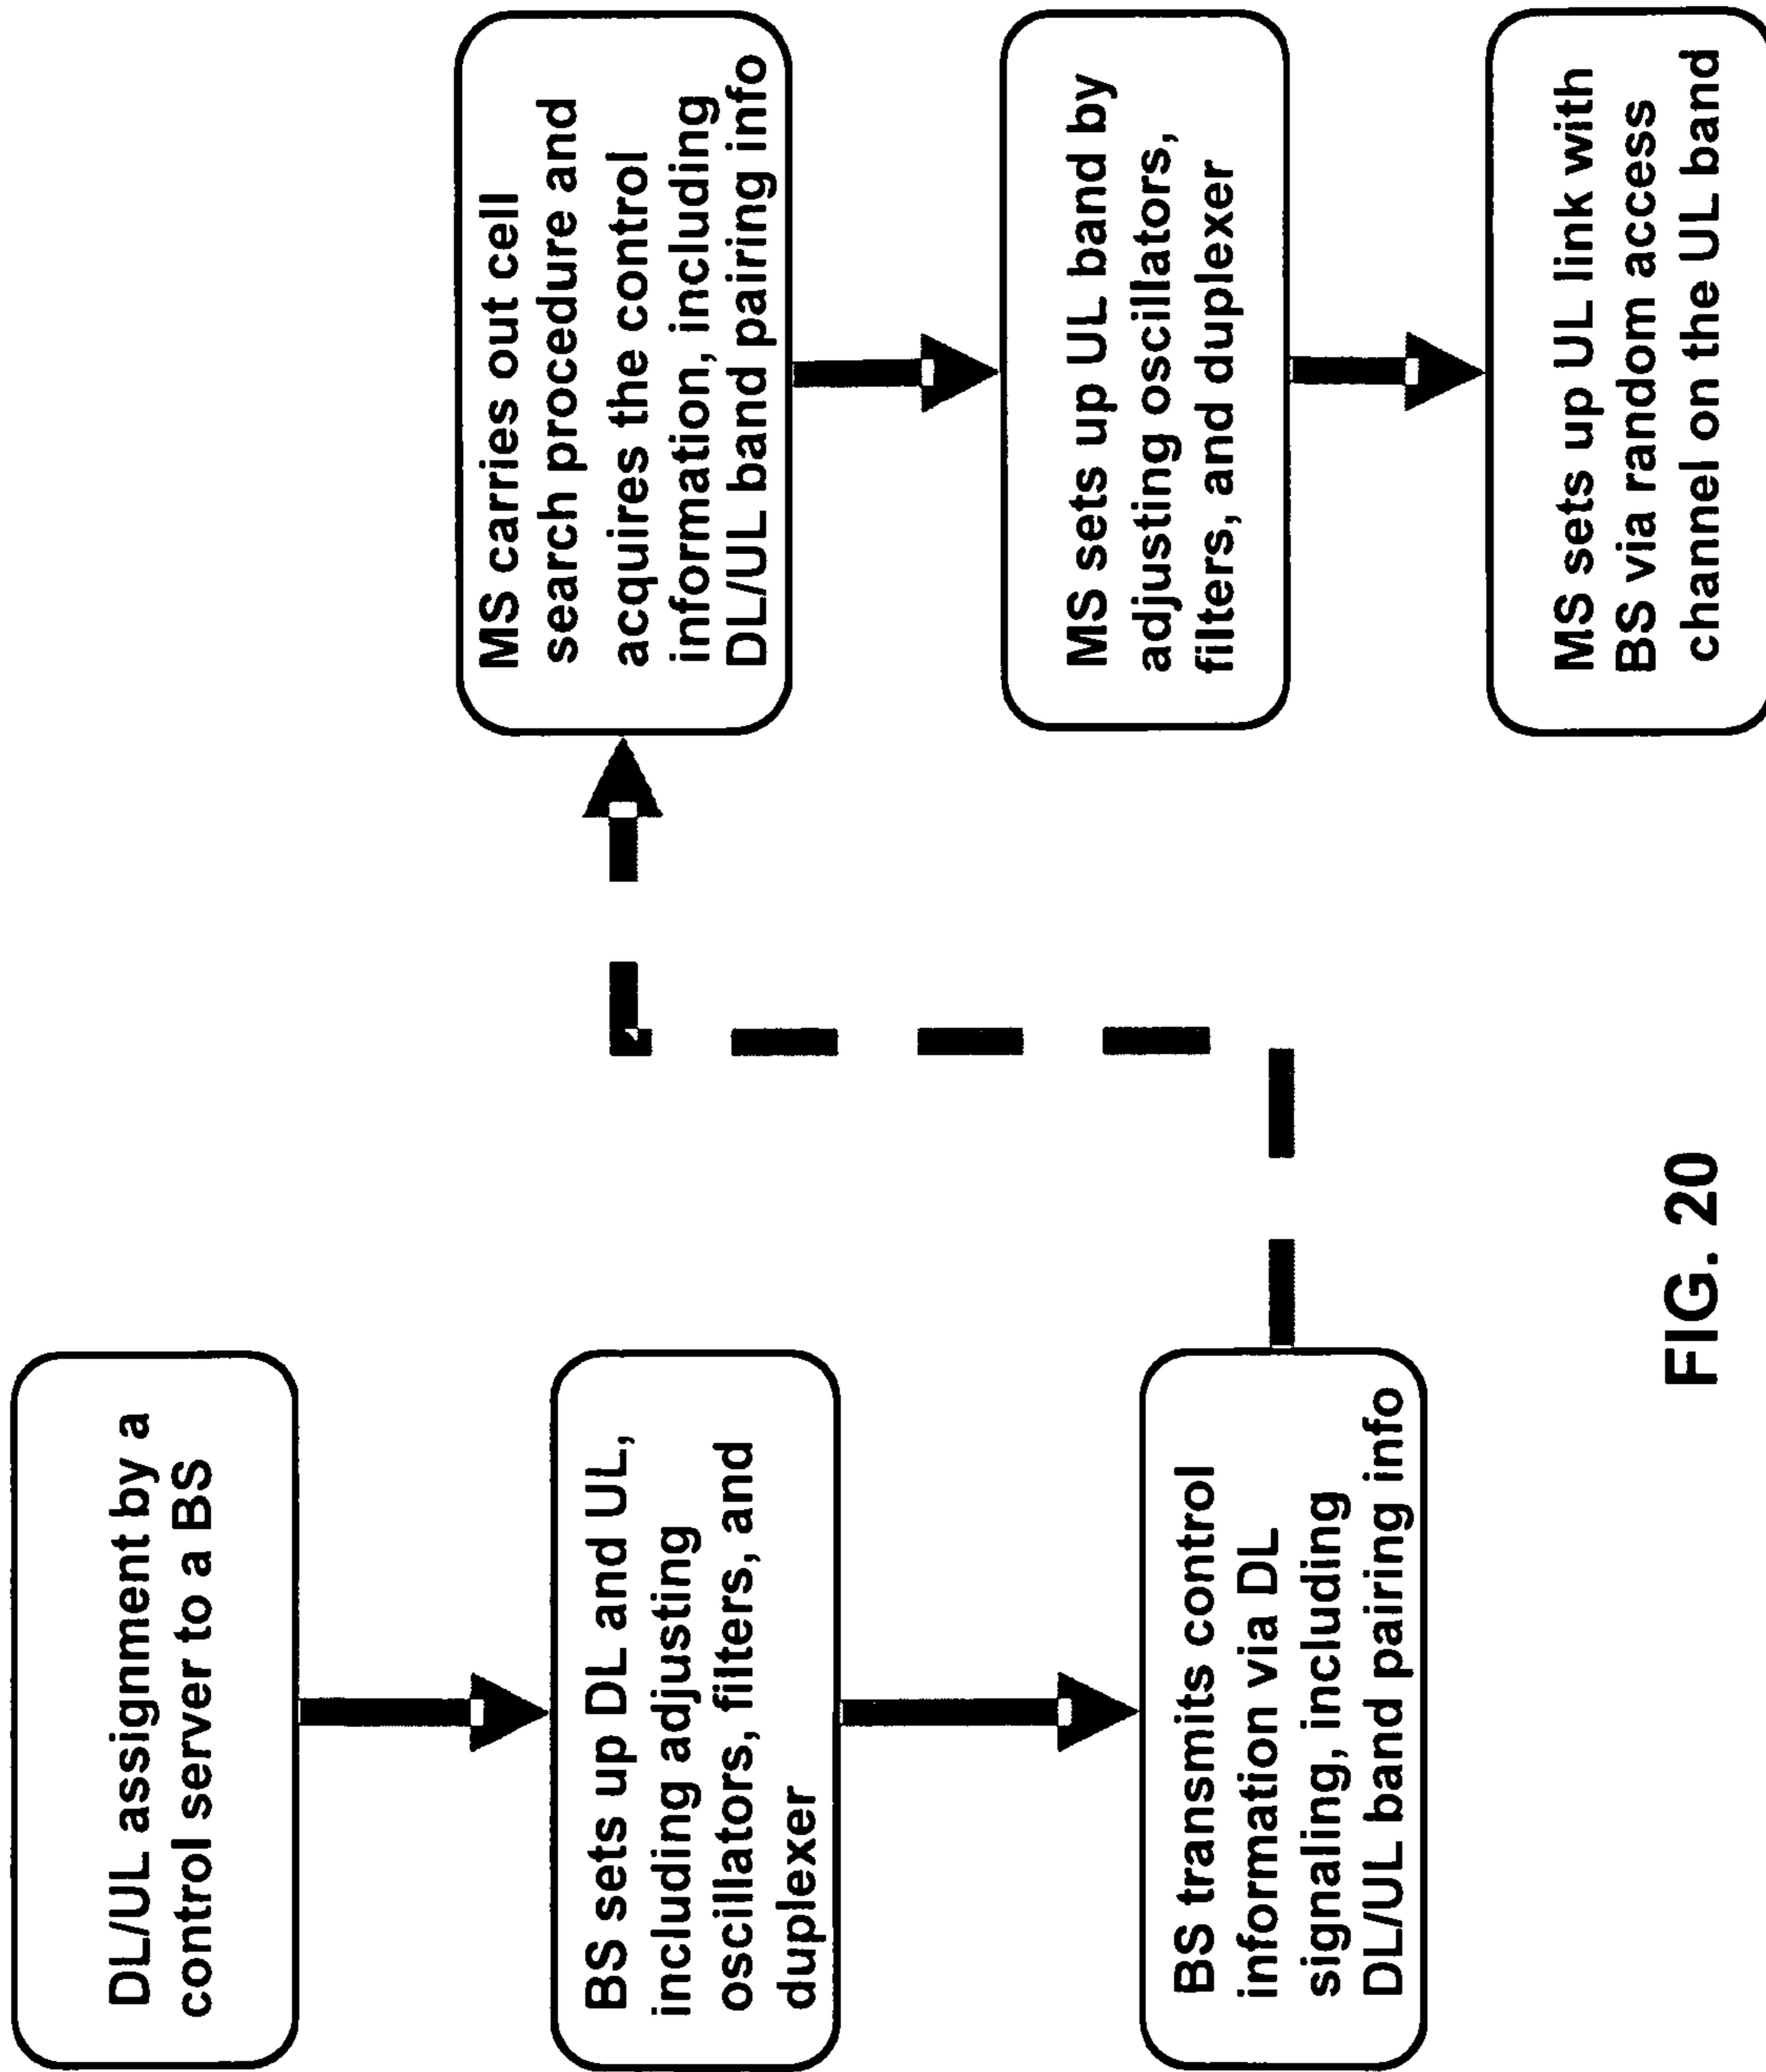 DL/UL assignment by a
control server to a BS
BS sets up DL and UL,
including adjusting
oscillators, filters, and
duplexer
BS transmits control
information via DL
signaling, including
DL/UL band pairing info
MS carries out cell
search procedure and
acquires the control
information, including
DL/UL band pairing info
MS sets up UL band by
adjusting oscillators,
filters, and duplexer
MS sets up UL link with
BS via random access
channel on the UL band
FIG. 20